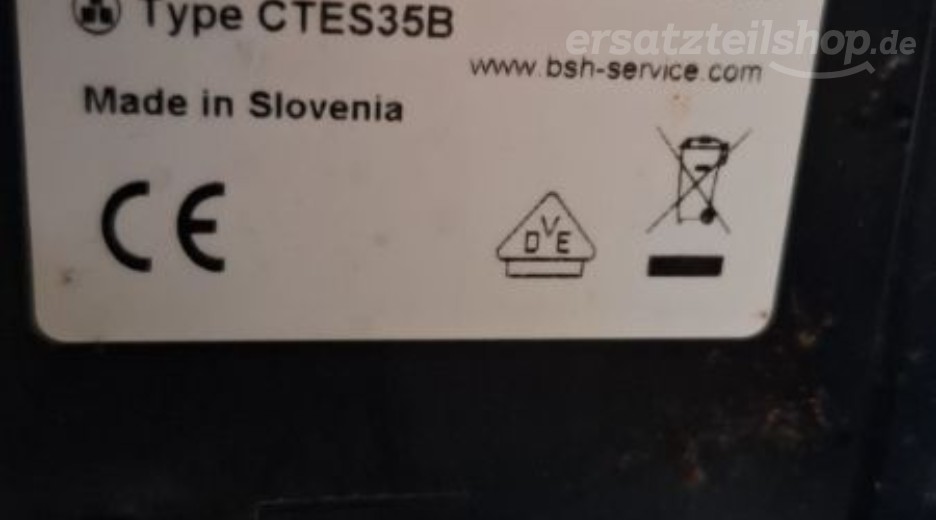 Type CTES35B
ersatzteilshop.de
www.bsh-service.com
Made in Slovenia
CE
DVE